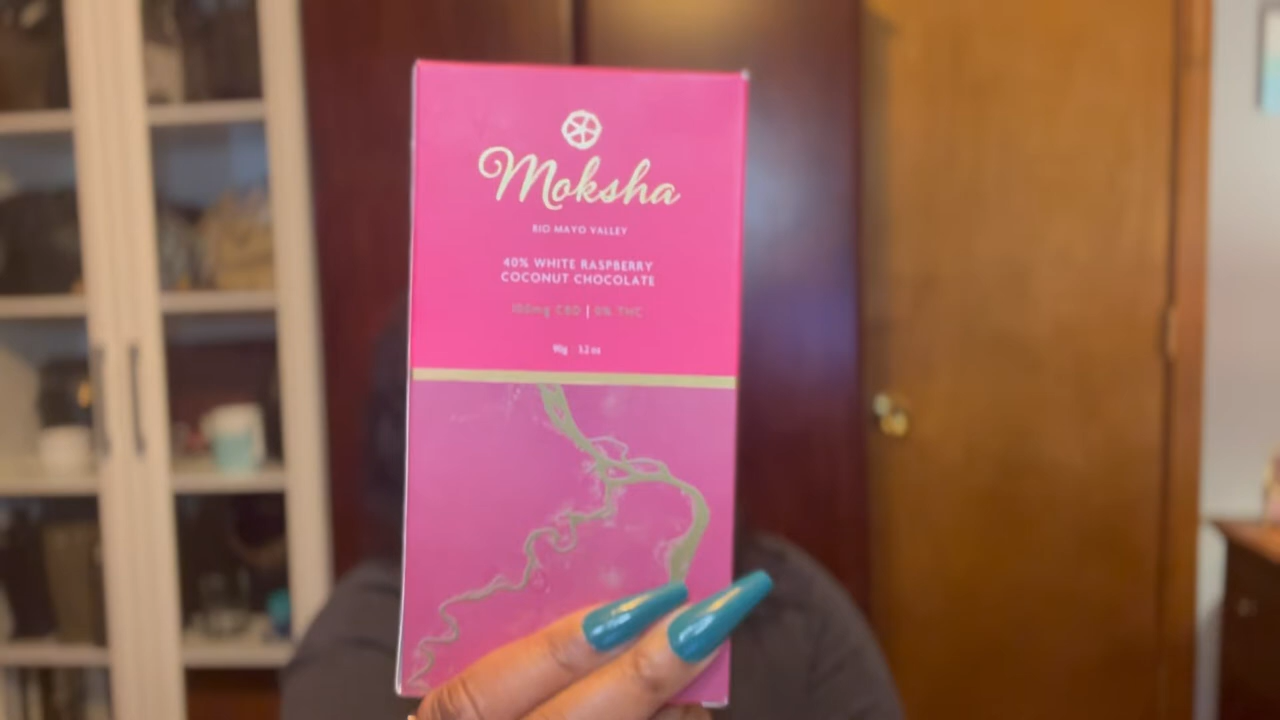 Moksha
RIO MAYO VALLEY
40% WHITE RASPBERRY
COCONUT CHOCOLATE
100mg CBD | 0% THC
90g 3.2 oz